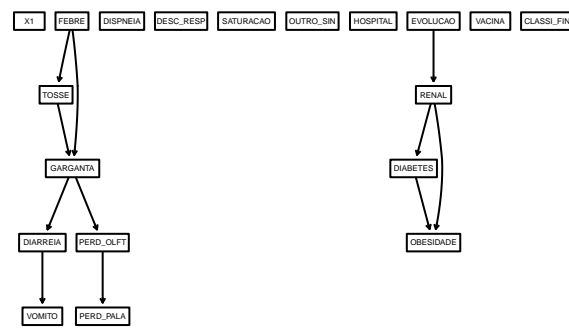 X1 FEBRE DISPNEIA DESC_RESP SATURACAO OUTRO_SIN HOSPITAL EVOLUCAO VACINA CLASSI_FIN
TOSSE RENAL
GARGANTA DIABETES
DIARREIA PERD_OLFT OBESIDADE
VOMITO PERD_PALA